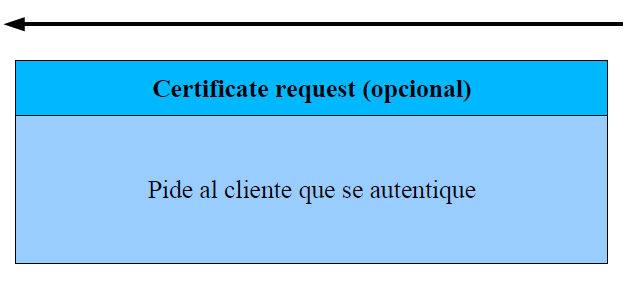 Certificate request (opcional)
Pide al cliente que se autentique